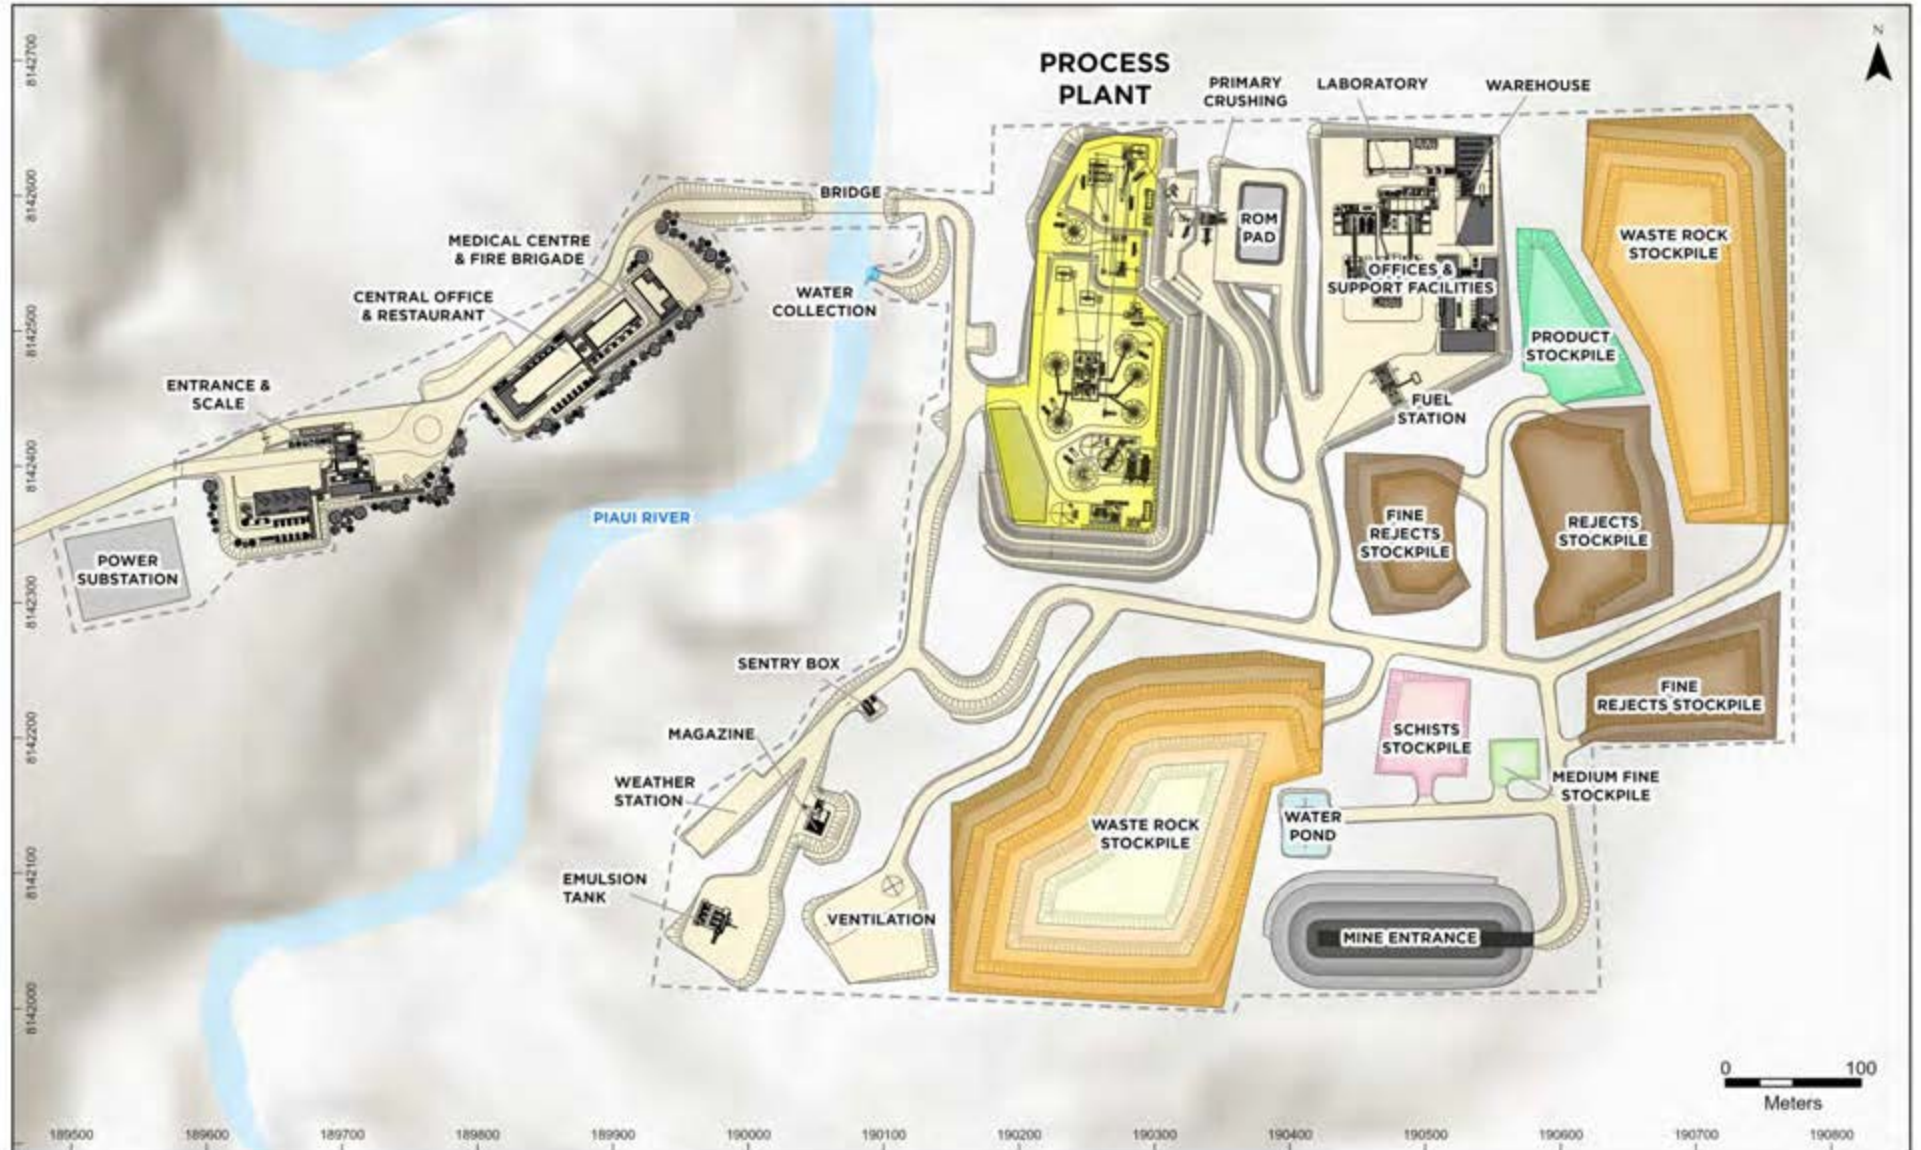 N
PROCESS
PLANT
PRIMARY
CRUSHING
LABORATORY
WAREHOUSE
BRIDGE
ROM
PAD
WASTE ROCK
STOCKPILE
MEDICAL CENTRE
& FIRE BRIGADE
OFFICES &
SUPPORT FACILITIES
CENTRAL OFFICE
& RESTAURANT
WATER
COLLECTION
PRODUCT
STOCKPILE
ENTRANCE &
SCALE
FUEL
STATION
PIAUI RIVER
FINE
REJECTS
STOCKPILE
REJECTS
STOCKPILE
POWER
SUBSTATION
SENTRY BOX
FINE
REJECTS STOCKPILE
MAGAZINE
SCHISTS
STOCKPILE
WEATHER
STATION
MEDIUM FINE
STOCKPILE
WASTE ROCK
STOCKPILE
WATER
POND
EMULSION
TANK
VENTILATION
MINE ENTRANCE
0 100
Meters
8142700
8142600
8142500
8142400
8142300
8142200
8142100
8142000
189500 189600 189700 189800 189900 190000 190100 190200 190300 190400 190500 190600 190700 190800